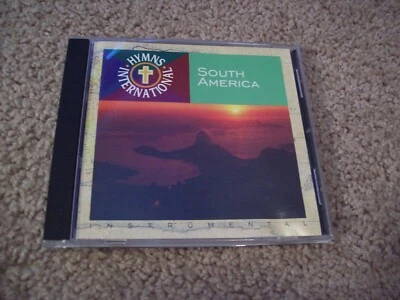 HYMNS
INTERNATIONAL
SOUTH
AMERICA
INSTRUMENTAL